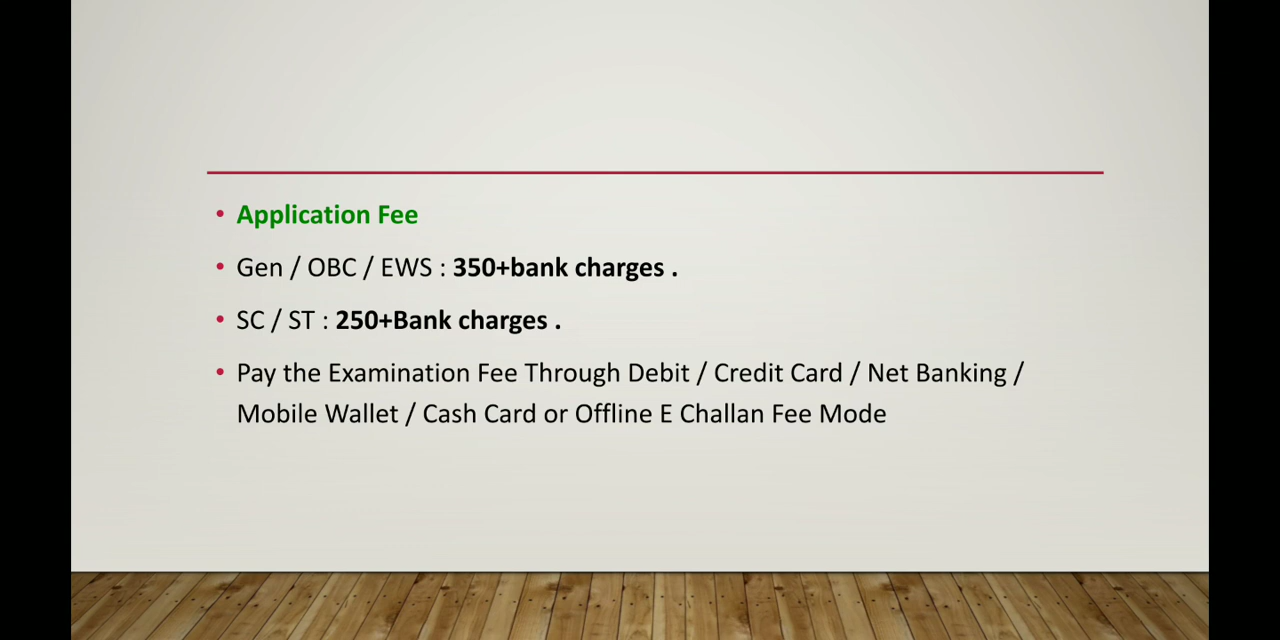 • Application Fee
• Gen / OBC / EWS : 350+bank charges .
• SC / ST : 250+Bank charges .
• Pay the Examination Fee Through Debit / Credit Card / Net Banking /
Mobile Wallet / Cash Card or Offline E Challan Fee Mode